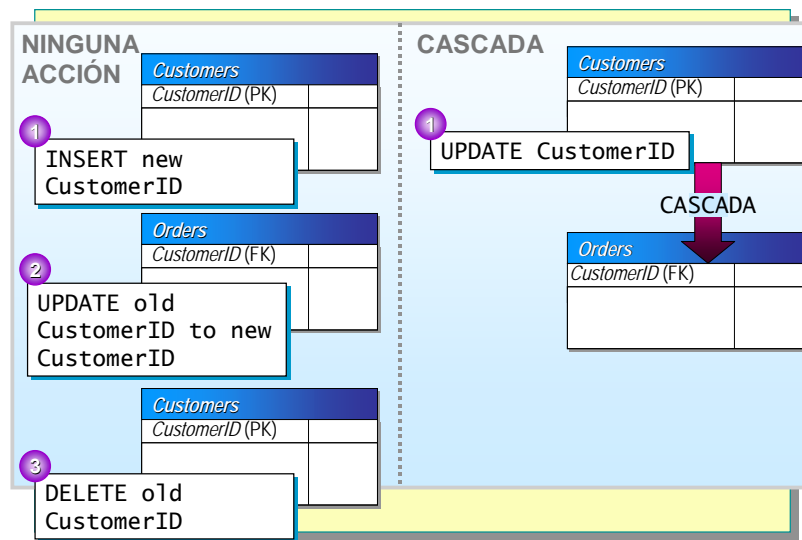 NINGUNA
ACCIÓN
Customers
CustomerID (PK)
1
INSERT new
CustomerID
Orders
CustomerID (FK)
2
UPDATE old
CustomerID to new
CustomerID
Customers
CustomerID (PK)
3
DELETE old
CustomerID
CASCADA
Customers
CustomerID (PK)
1
UPDATE CustomerID
CASCADA
Orders
CustomerID (FK)